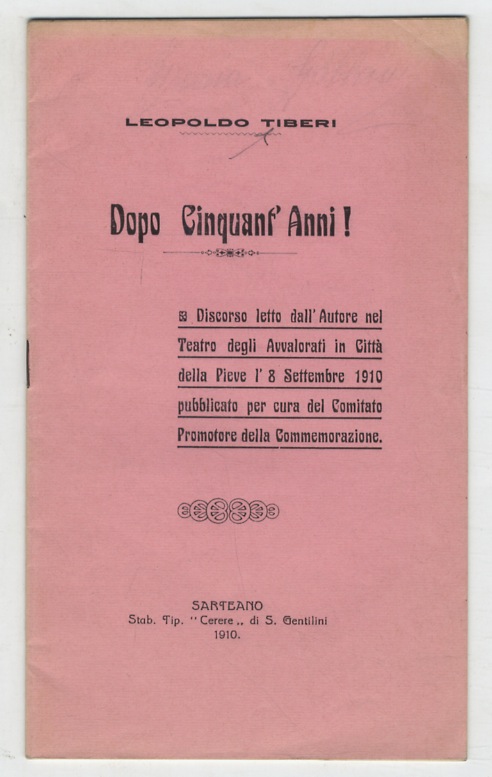 LEOPOLDO TIBERI
Dopo Cinquant' Anni!
Discorso letto dall'Autore nel
Teatro degli Avvalorati in Città
della Pieve l' 8 Settembre 1910
pubblicato per cura del Comitato
Promotore della Commemorazione.
SARTEANO
Stab. Tip. " Cerere „ di S. Gentilini
1910.